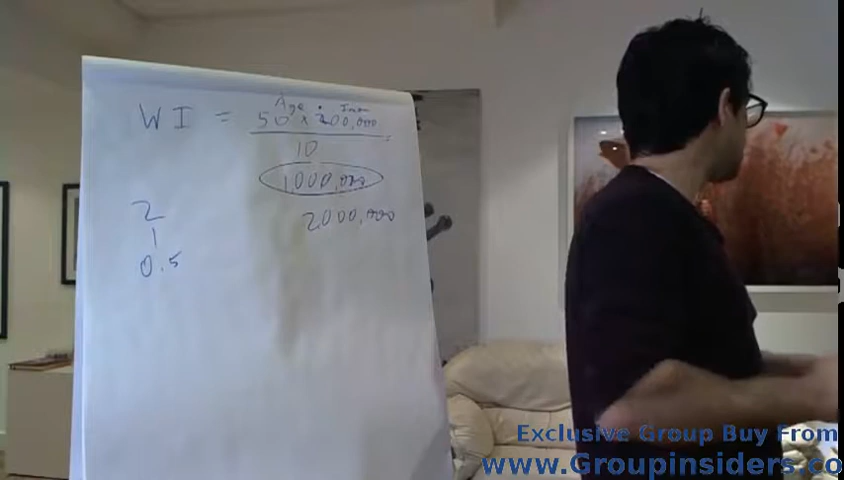 Age · Income
WI = 50 x 200,000
10
1,000,000
2,000,000
2
1
0.5
Exclusive Group Buy From
www.Groupinsiders.co